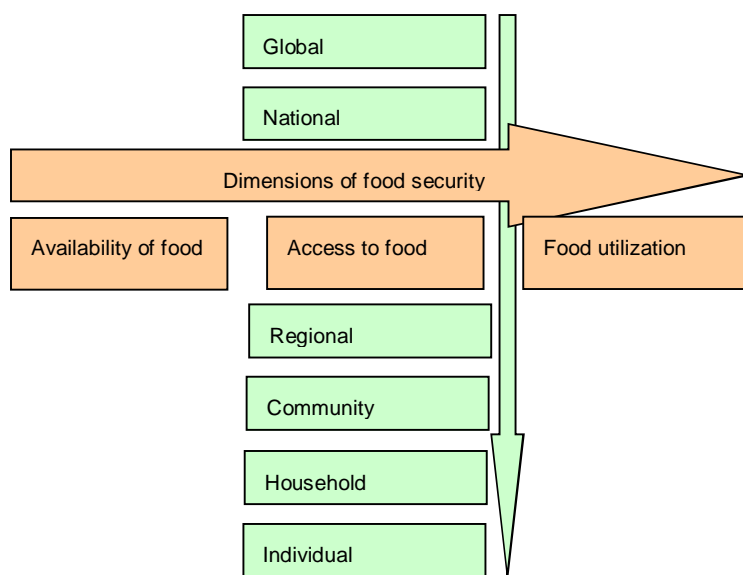 Global
National
Dimensions of food security
Availability of food
Access to food
Food utilization
Regional
Community
Household
Individual